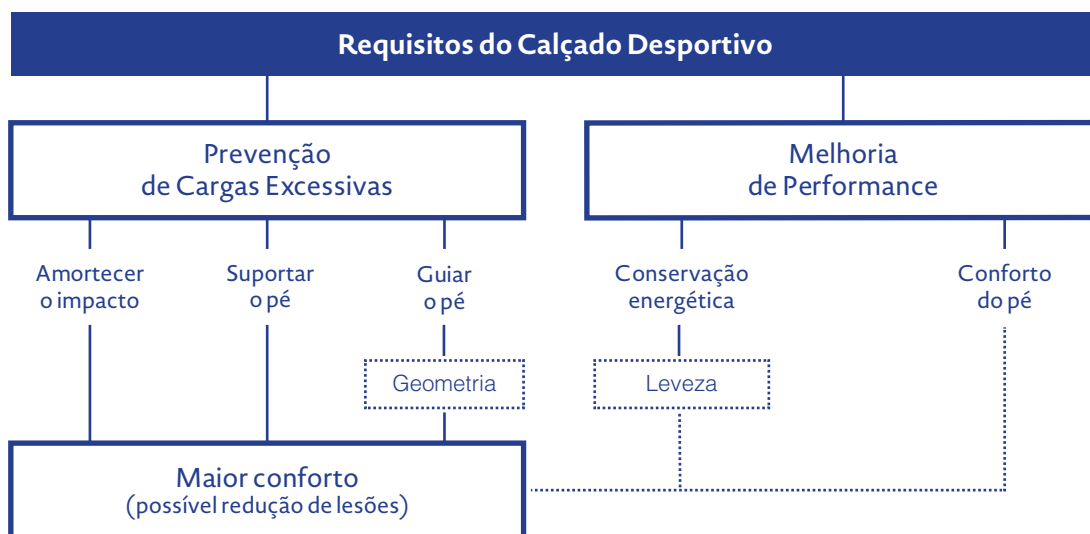 Requisitos do Calçado Desportivo
Prevenção
de Cargas Excessivas
Melhoria
de Performance
Amortecer
o impacto
Suportar
o pé
Guiar
o pé
Conservação
energética
Conforto
do pé
Geometria
Leveza
Maior conforto
(possível redução de lesões)